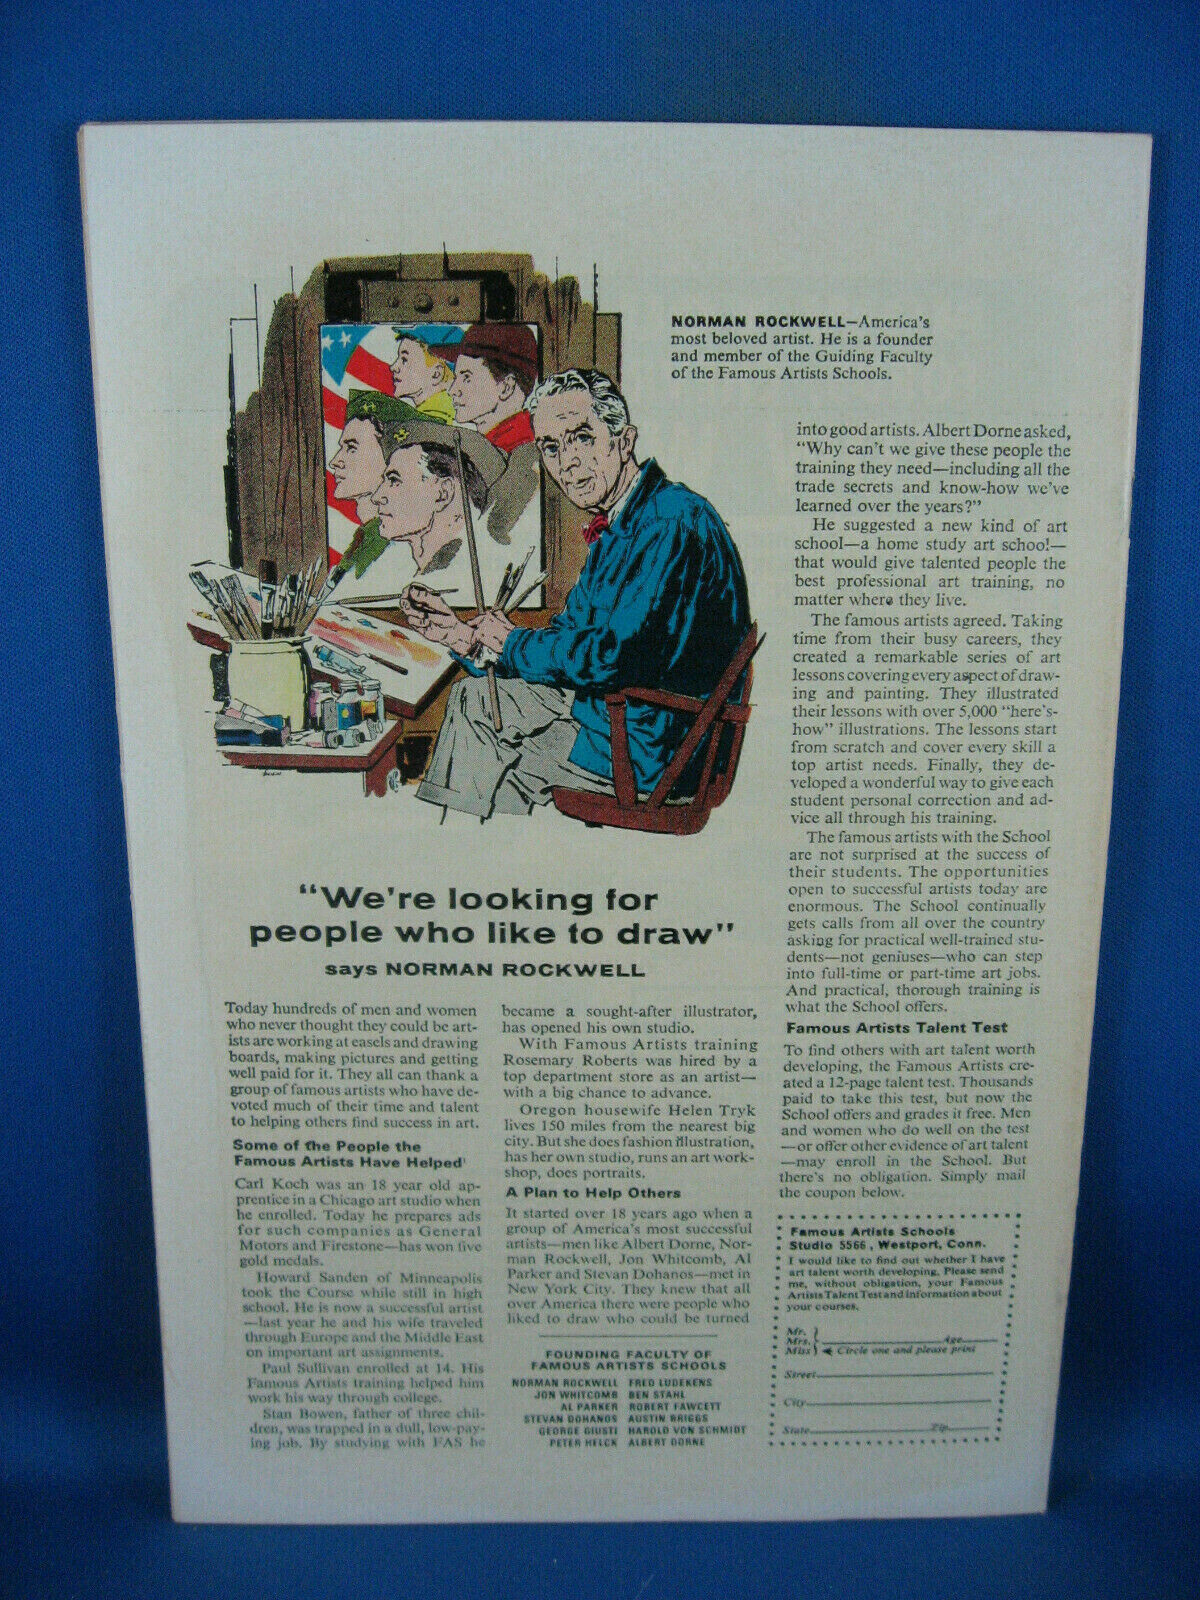 NORMAN ROCKWELL—America's
most beloved artist. He is a founder
and member of the Guiding Faculty
of the Famous Artists Schools.
"We're looking for
people who like to draw"
says NORMAN ROCKWELL
Today hundreds of men and women
who never thought they could be art-
ists are working at easels and drawing
boards, making pictures and getting
well paid for it. They all can thank a
group of famous artists who have de-
voted much of their time and talent
to helping others find success in art.
Some of the People the
Famous Artists Have Helped
Carl Koch was an 18 year old ap-
prentice in a Chicago art studio when
he enrolled. Today he prepares ads
for such companies as General
Motors and Firestone—has won five
gold medals.
Howard Sanden of Minneapolis
took the Course while still in high
school. He is now a successful artist
—last year he and his wife traveled
through Europe and the Middle East
on important art assignments.
Paul Sullivan enrolled at 14. His
Famous Artists training helped him
work his way through college.
Stan Bowen, father of three chil-
dren, was trapped in a dull, low-pay-
ing job. By studying with FAS he
became a sought-after illustrator,
has opened his own studio.
With Famous Artists training
Rosemary Roberts was hired by a
top department store as an artist—
with a big chance to advance.
Oregon housewife Helen Tryk
lives 150 miles from the nearest big
city. But she does fashion illustration,
has her own studio, runs an art work-
shop, does portraits.
A Plan to Help Others
It started over 18 years ago when a
group of America's most successful
artists—men like Albert Dorne, Nor-
man Rockwell, Jon Whitcomb, Al
Parker and Stevan Dohanos—met in
New York City. They knew that all
over America there were people who
liked to draw who could be turned
FOUNDING FACULTY OF
FAMOUS ARTISTS SCHOOLS
NORMAN ROCKWELL FRED LUDEKENS
JON WHITCOMB BEN STAHL
AL PARKER ROBERT FAWCETT
STEVAN DOHANOS AUSTIN BRIGGS
GEORGE GIUSTI HAROLD VON SCHMIDT
PETER HELCK ALBERT DORNE
into good artists. Albert Dorne asked,
"Why can't we give these people the
training they need—including all the
trade secrets and know-how we've
learned over the years?"
He suggested a new kind of art
school—a home study art school—
that would give talented people the
best professional art training, no
matter where they live.
The famous artists agreed. Taking
time from their busy careers, they
created a remarkable series of art
lessons covering every aspect of draw-
ing and painting. They illustrated
their lessons with over 5,000 "here's-
how" illustrations. The lessons start
from scratch and cover every skill a
top artist needs. Finally, they de-
veloped a wonderful way to give each
student personal correction and ad-
vice all through his training.
The famous artists with the School
are not surprised at the success of
their students. The opportunities
open to successful artists today are
enormous. The School continually
gets calls from all over the country
asking for practical well-trained stu-
dents—not geniuses—who can step
into full-time or part-time art jobs.
And practical, thorough training is
what the School offers.
Famous Artists Talent Test
To find others with art talent worth
developing, the Famous Artists cre-
ated a 12-page talent test. Thousands
paid to take this test, but now the
School offers and grades it free. Men
and women who do well on the test
—or offer other evidence of art talent
—may enroll in the School. But
there's no obligation. Simply mail
the coupon below.
Famous Artists Schools
Studio 5566, Westport, Conn.
I would like to find out whether I have
art talent worth developing. Please send
me, without obligation, your Famous
Artists Talent Test and information about
your courses.
Mr.
Mrs. Age
Miss Circle one and please print
Street
City
State Zip